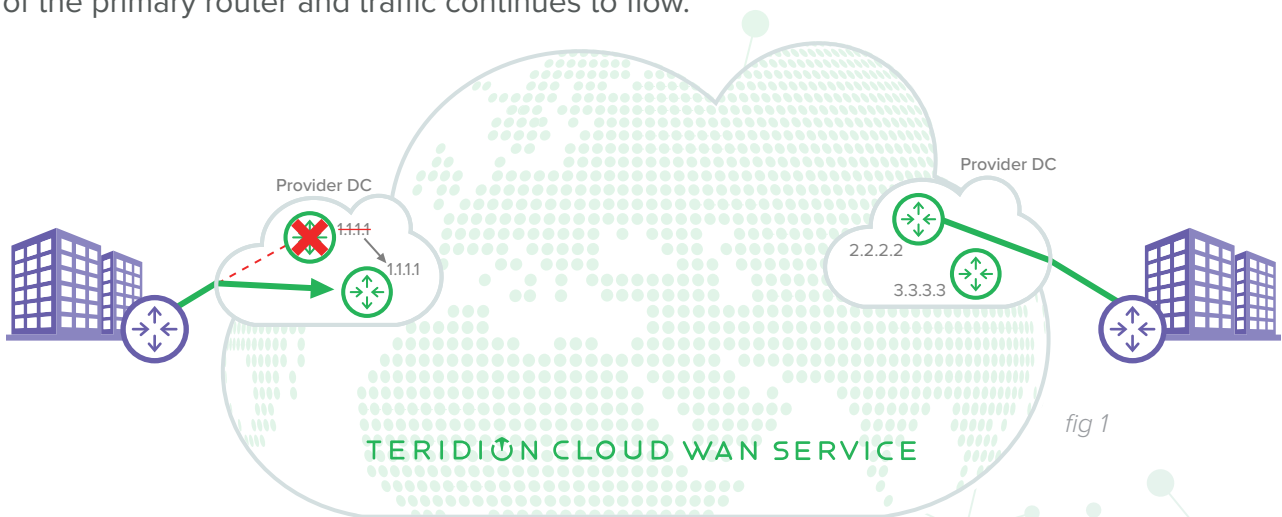 of the primary router and traffic continues to flow.
Provider DC
Provider DC
1.1.1.1
1.1.1.1
2.2.2.2
3.3.3.3
fig 1
TERIDION CLOUD WAN SERVICE